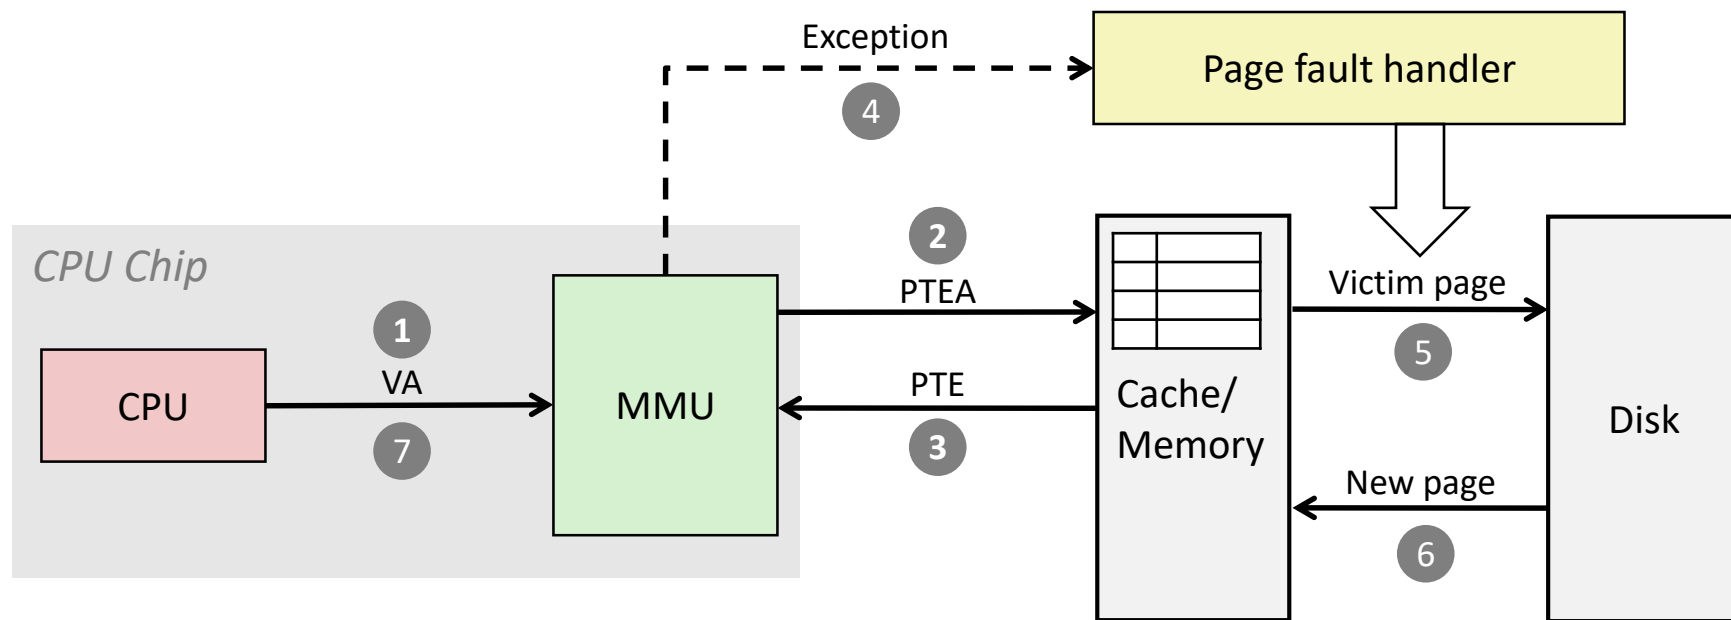 Exception
Page fault handler
4
CPU Chip
2
PTEA
Victim page
1
5
VA
CPU
MMU
PTE
Cache/
Memory
Disk
7
3
New page
6